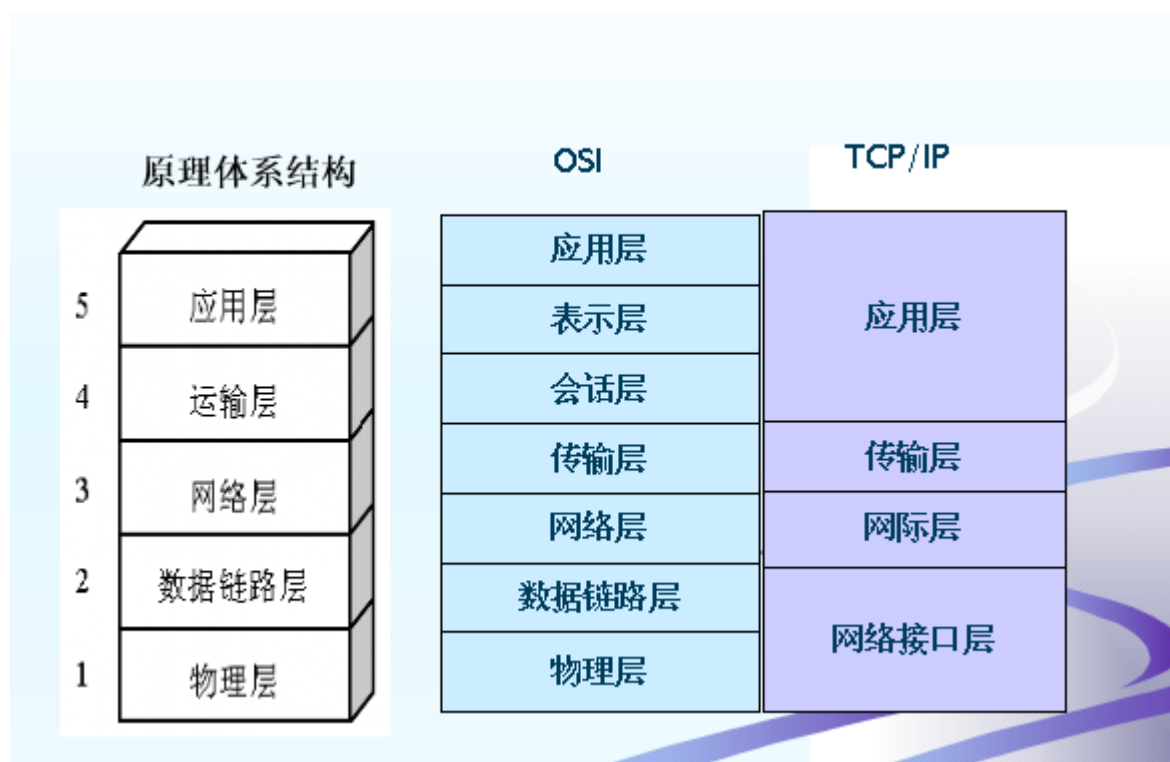 原理体系结构
5 应用层
4 运输层
3 网络层
2 数据链路层
1 物理层
OSI
应用层
表示层
会话层
传输层
网络层
数据链路层
物理层
TCP/IP
应用层
传输层
网际层
网络接口层